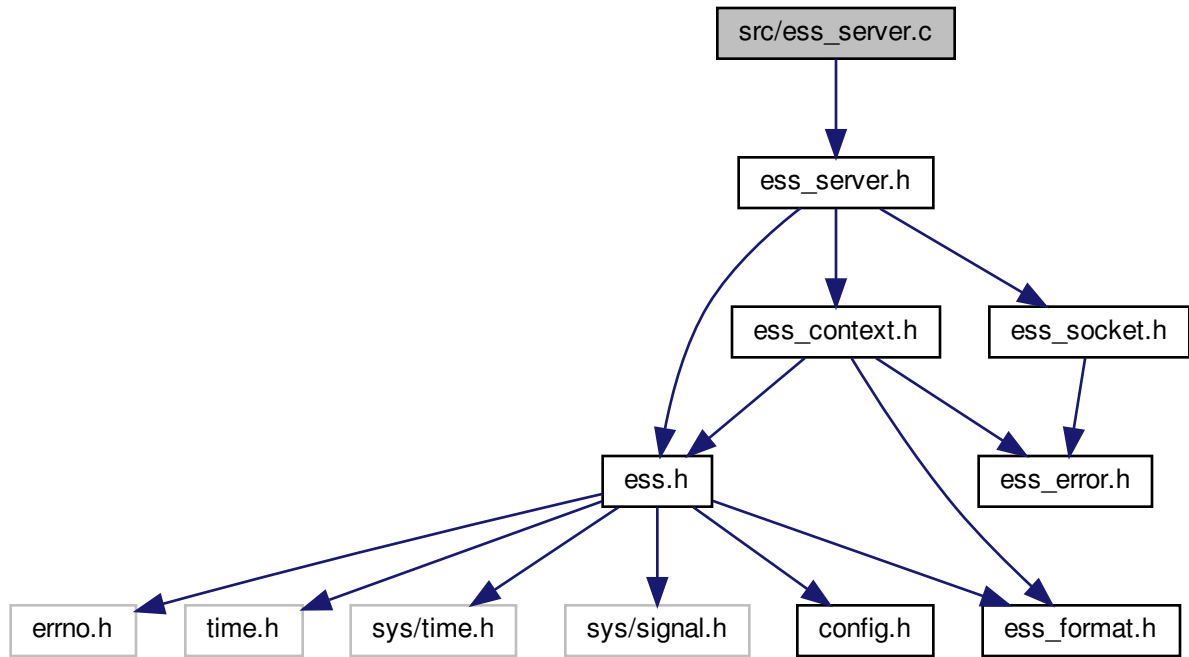 src/ess_server.c
ess_server.h
ess_context.h
ess_socket.h
ess.h
ess_error.h
errno.h
time.h
sys/time.h
sys/signal.h
config.h
ess_format.h